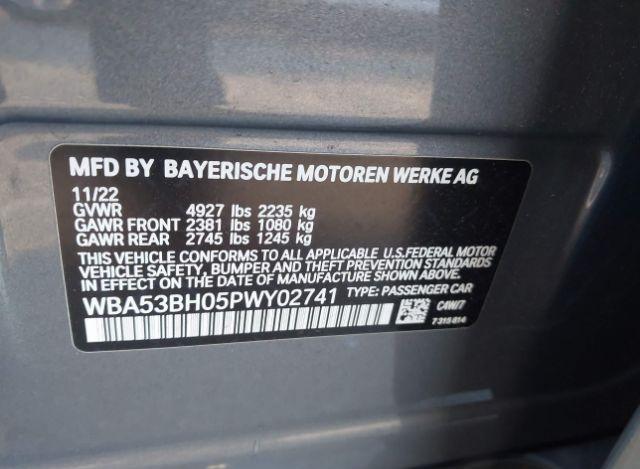 MFD BY BAYERISCHE MOTOREN WERKE AG
11/22
GVWR 4927 lbs 2235 kg
GAWR FRONT 2381 lbs 1080 kg
GAWR REAR 2745 lbs 1245 kg
THIS VEHICLE CONFORMS TO ALL APPLICABLE U.S.FEDERAL MOTOR
VEHICLE SAFETY, BUMPER, AND THEFT PREVENTION STANDARDS
IN EFFECT ON THE DATE OF MANUFACTURE SHOWN ABOVE.
WBA53BH05PWY02741 TYPE: PASSENGER CAR
C4W/7
7315814